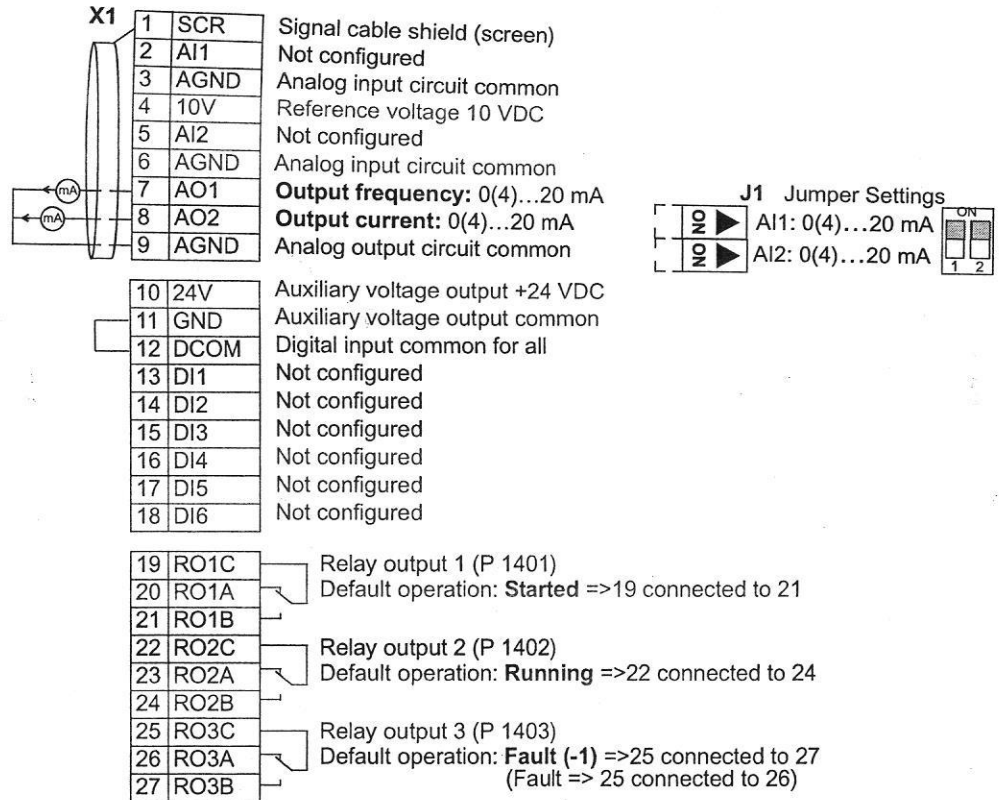 X1
1 SCR Signal cable shield (screen)
2 AI1 Not configured
3 AGND Analog input circuit common
4 10V Reference voltage 10 VDC
5 AI2 Not configured
6 AGND Analog input circuit common
mA 7 AO1 Output frequency: 0(4)...20 mA
mA 8 AO2 Output current: 0(4)...20 mA
9 AGND Analog output circuit common
J1 Jumper Settings
ON AI1: 0(4)...20 mA
ON AI2: 0(4)...20 mA
ON
1 2
10 24V Auxiliary voltage output +24 VDC
11 GND Auxiliary voltage output common
12 DCOM Digital input common for all
13 DI1 Not configured
14 DI2 Not configured
15 DI3 Not configured
16 DI4 Not configured
17 DI5 Not configured
18 DI6 Not configured
19 RO1C Relay output 1 (P 1401)
20 RO1A Default operation: Started =>19 connected to 21
21 RO1B
22 RO2C Relay output 2 (P 1402)
23 RO2A Default operation: Running =>22 connected to 24
24 RO2B
25 RO3C Relay output 3 (P 1403)
26 RO3A Default operation: Fault (-1) =>25 connected to 27
27 RO3B (Fault => 25 connected to 26)